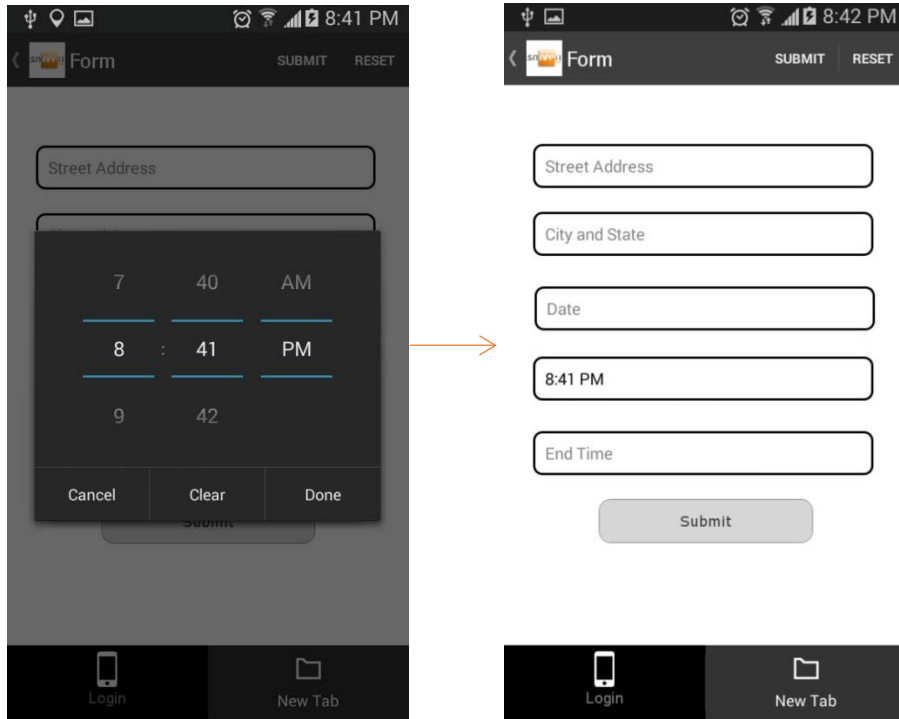 8:41 PM
Form SUBMIT RESET
Street Address
7 40 AM
8 : 41 PM
9 42
Cancel Clear Done
Submit
Login New Tab
8:42 PM
Form SUBMIT RESET
Street Address
City and State
Date
8:41 PM
End Time
Submit
Login New Tab